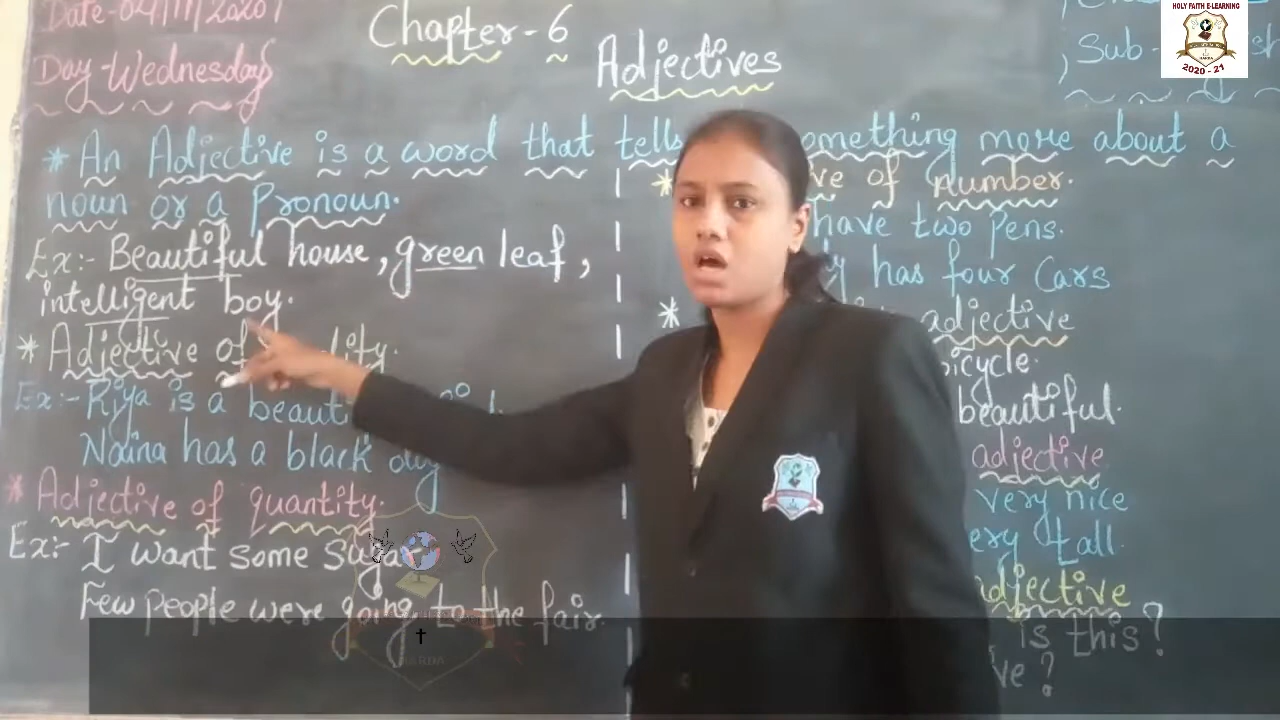 Date-04/11/2020
Day-Wednesday
Chapter-6
Adjectives
Sub-
HOLY FAITH E-LEARNING
2020-21
* An Adjective is a word that tells something more about a
noun or a Pronoun.
Ex:- Beautiful house, green leaf,
intelligent boy.
* Adjective of
Ex:- Riya is a
Naina has a black
* Adjective of quantity.
Ex:- I want some Sugar
Few people were going to the fair.
* of number.
have two pens.
has four Cars
* adjective
bicycle.
beautiful.
adjective
very nice
very tall.
adjective
is this?